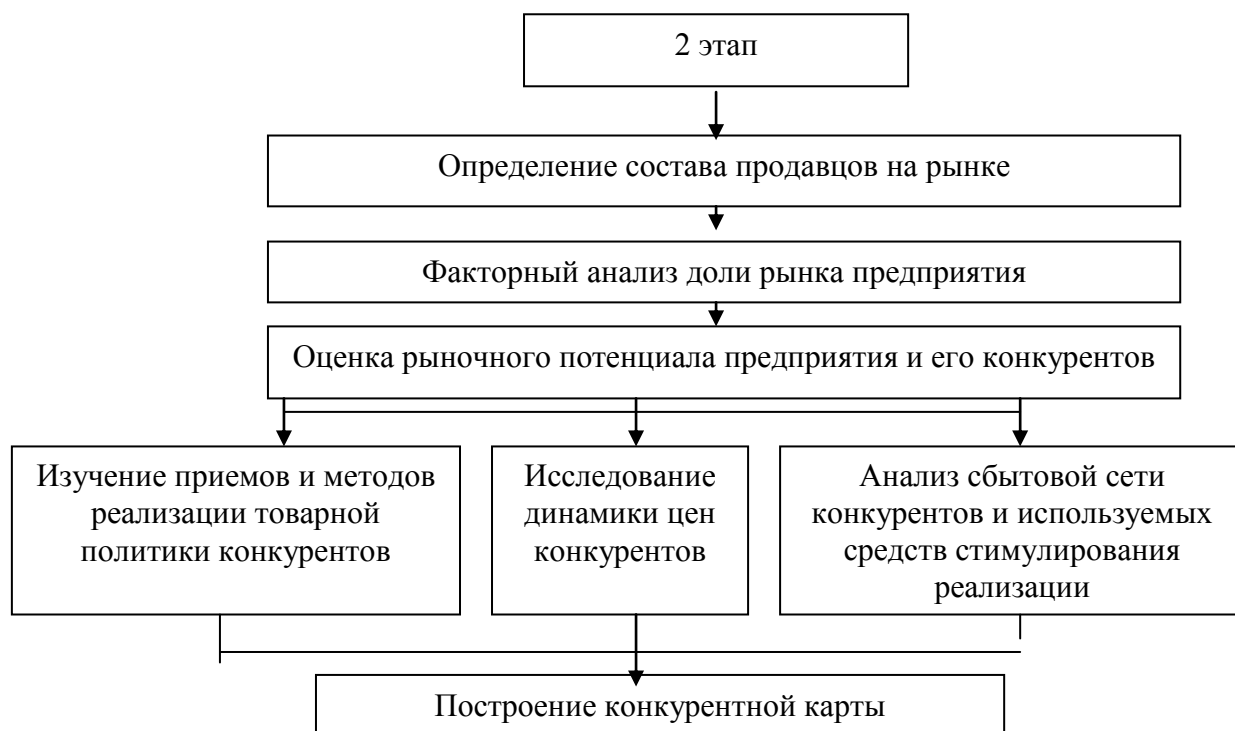 2 этап
Определение состава продавцов на рынке
Факторный анализ доли рынка предприятия
Оценка рыночного потенциала предприятия и его конкурентов
Изучение приемов и методов
реализации товарной
политики конкурентов
Исследование
динамики цен
конкурентов
Анализ сбытовой сети
конкурентов и используемых
средств стимулирования
реализации
Построение конкурентной карты